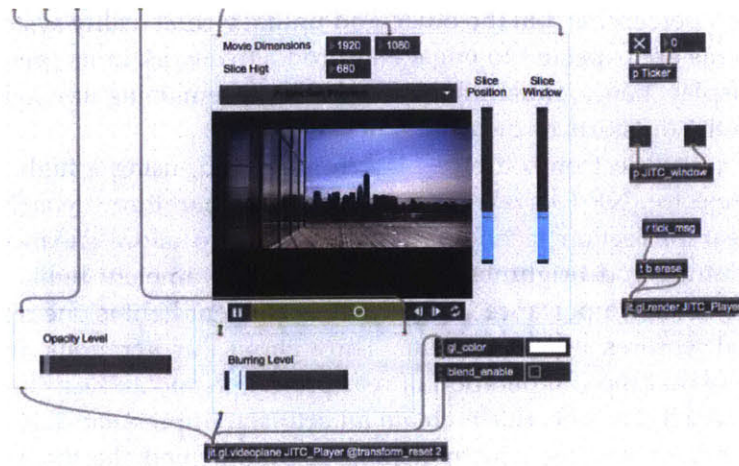 Movie Dimensions 1920 1080
Slice Higt 680
Slice Position
Slice Window
0
p Ticker
p JITC_window
r tick_msg
t b erase
jit.gl.render JITC_Player
Opacity Level
Blurring Level
gl_color
blend_enable
jit.gl.videoplane JITC_Player @transform_reset 2